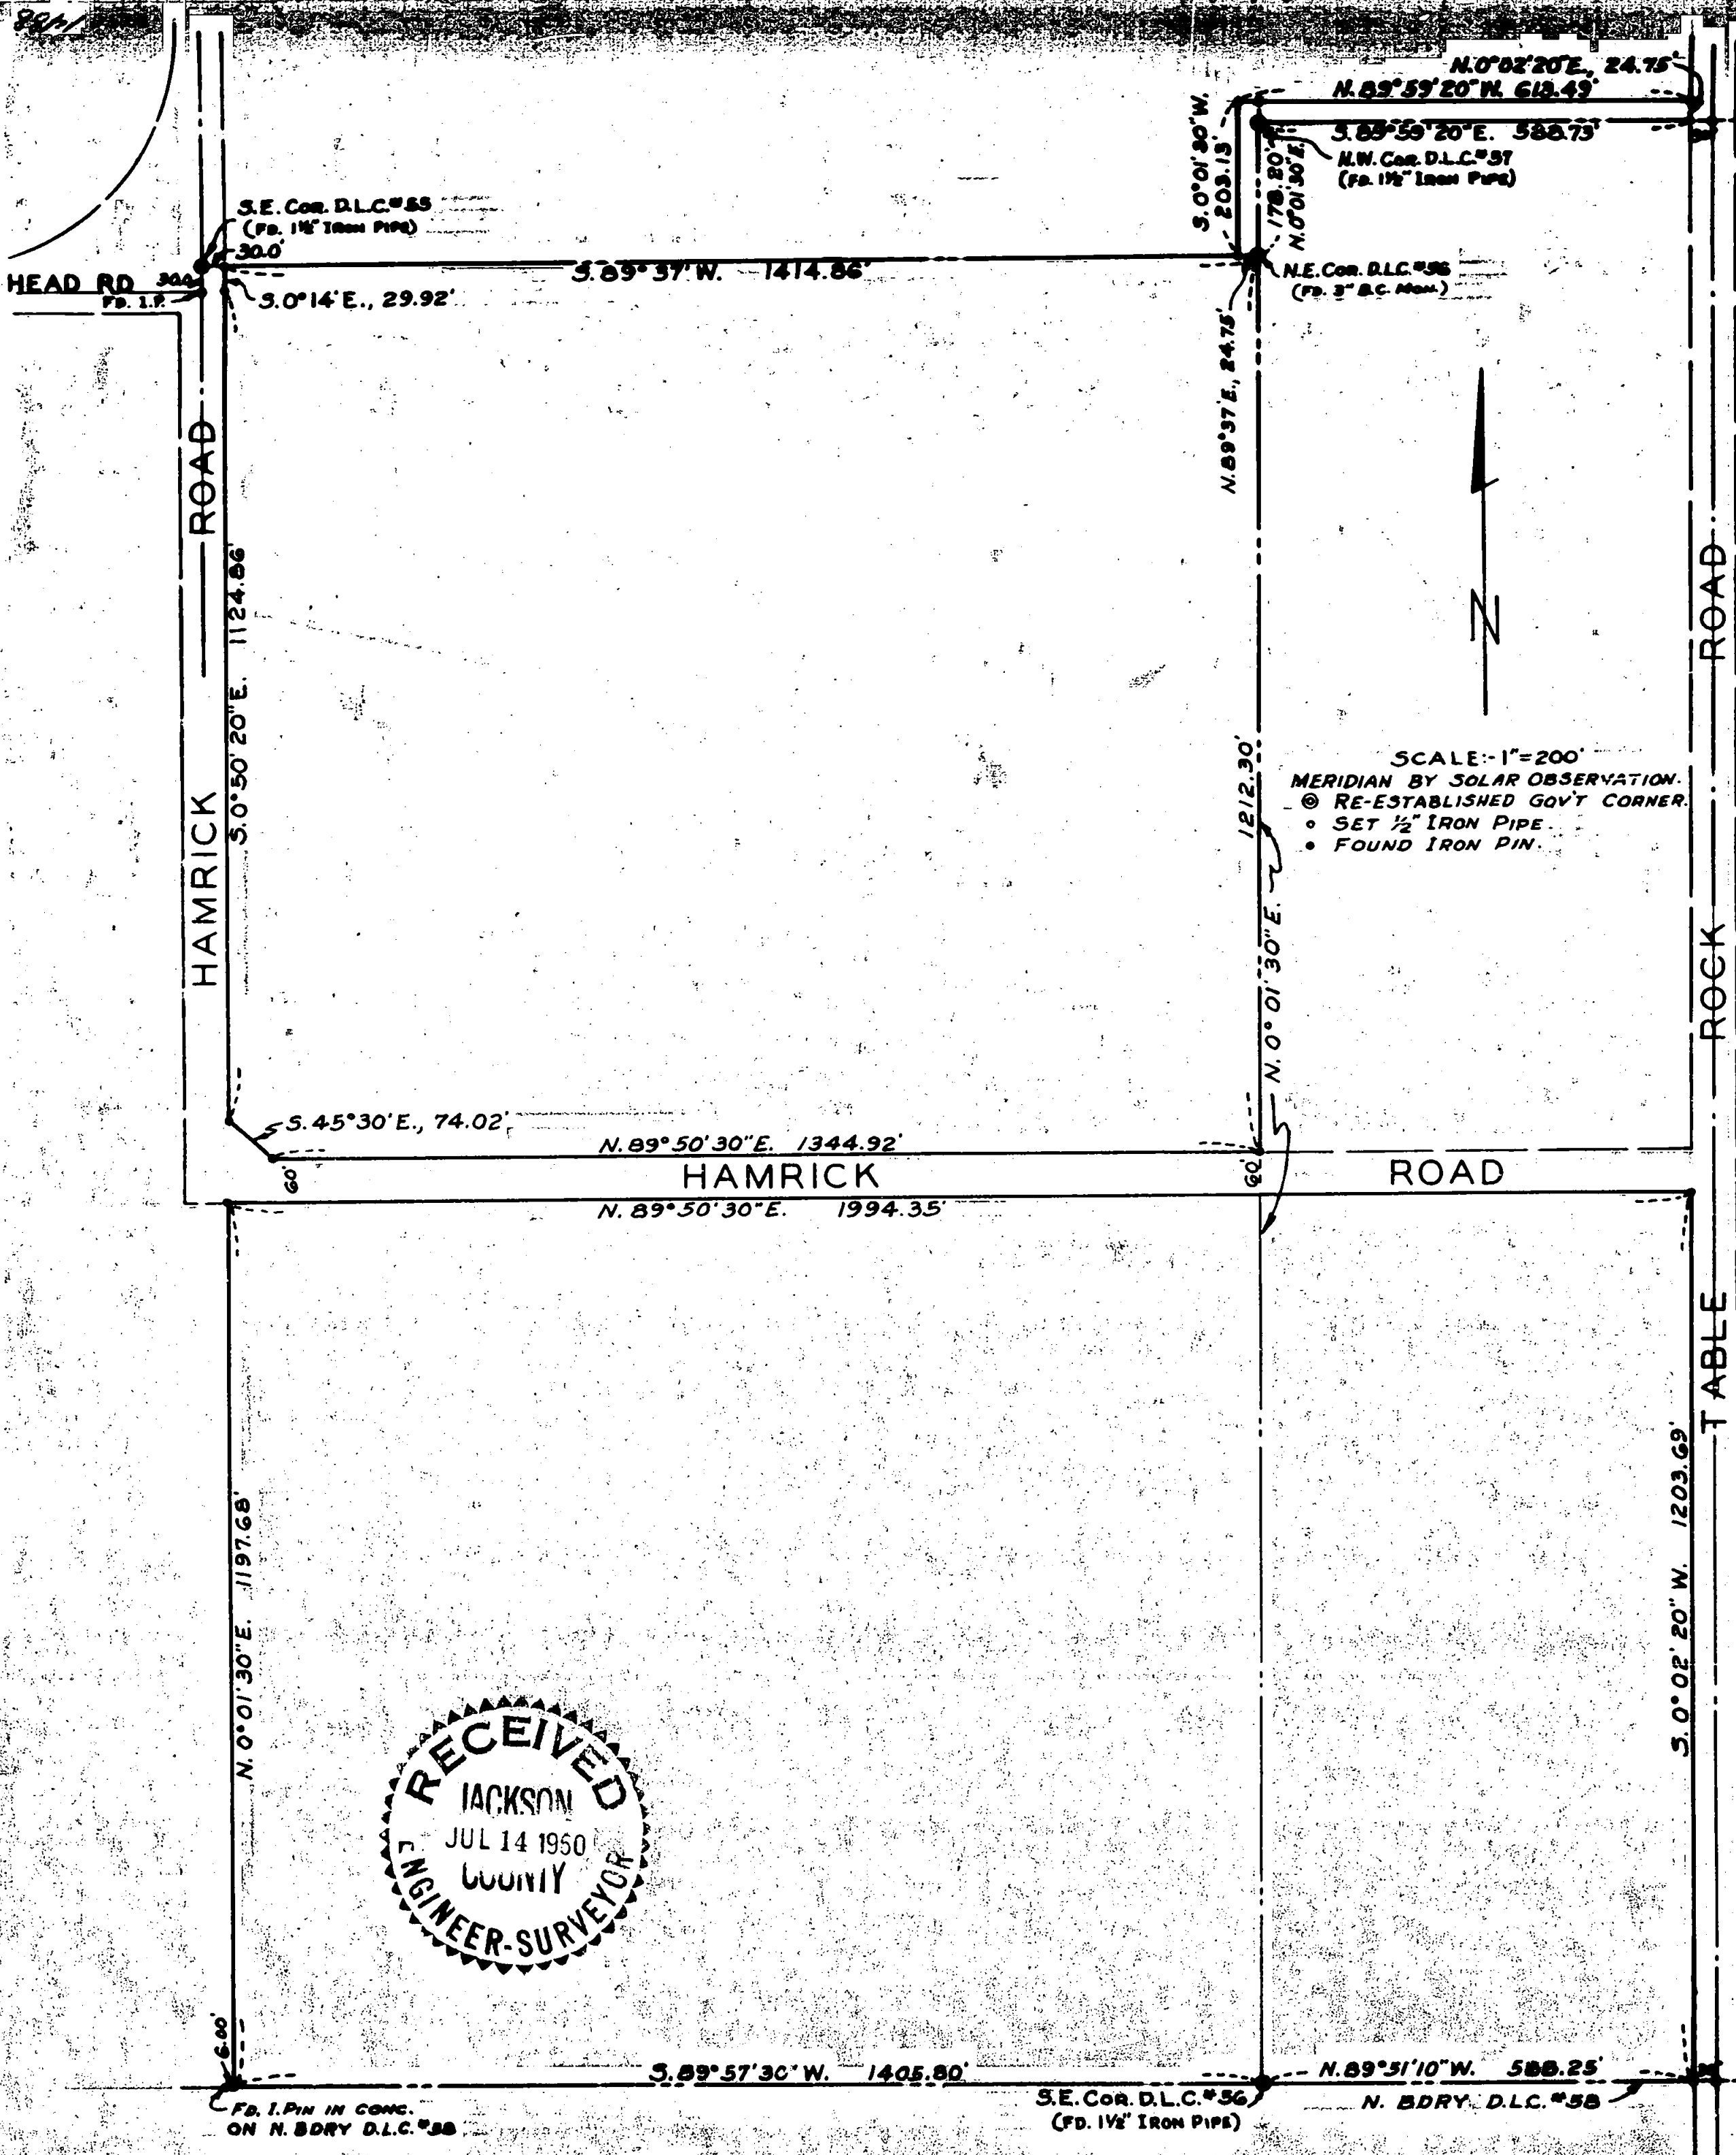 N.0°02'20"E., 24.75'
N.89°59'20"W. 613.49'
S.89°59'20"E. 588.73'
S.0°01'30"W.
203.13'
178.20'
N.0°01'30"E.
N.W. COR. D.L.C.#57
(FD. 1½" IRON PIPE)
S.E. COR. D.L.C.#55
(FD. 1½" IRON PIPE)
30.0'
S.89°37'W. 1414.86'
N.E. COR. D.L.C.#56
(FD. 3" B.C. MON.)
HEAD RD 30.0'
FD. I.P.
S.0°14'E., 29.92'
N.89°37'E., 24.75'
HAMRICK ROAD
S.0°50'20"E. 1124.86'
N
SCALE:-1"=200'
MERIDIAN BY SOLAR OBSERVATION.
RE-ESTABLISHED GOV'T CORNER.
SET ½" IRON PIPE.
FOUND IRON PIN.
1212.30'
N.0°01'30"E.
TABLE ROCK ROAD
S.45°30'E., 74.02'
N.89°50'30"E. 1344.92'
60'
60'
HAMRICK ROAD
N.89°50'30"E. 1994.35'
N.0°01'30"E. 1197.68'
S.0°02'20"W. 1203.69'
RECEIVED
JACKSON
JUL 14 1960
COUNTY
ENGINEER-SURVEYOR
6.00'
S.89°57'30"W. 1405.80'
N.89°51'10"W. 588.25'
S.E. COR. D.L.C.#56
(FD. 1½" IRON PIPE)
N. BDRY. D.L.C.#58
FD. I.PIN IN CONC.
ON N. BDRY D.L.C.#58